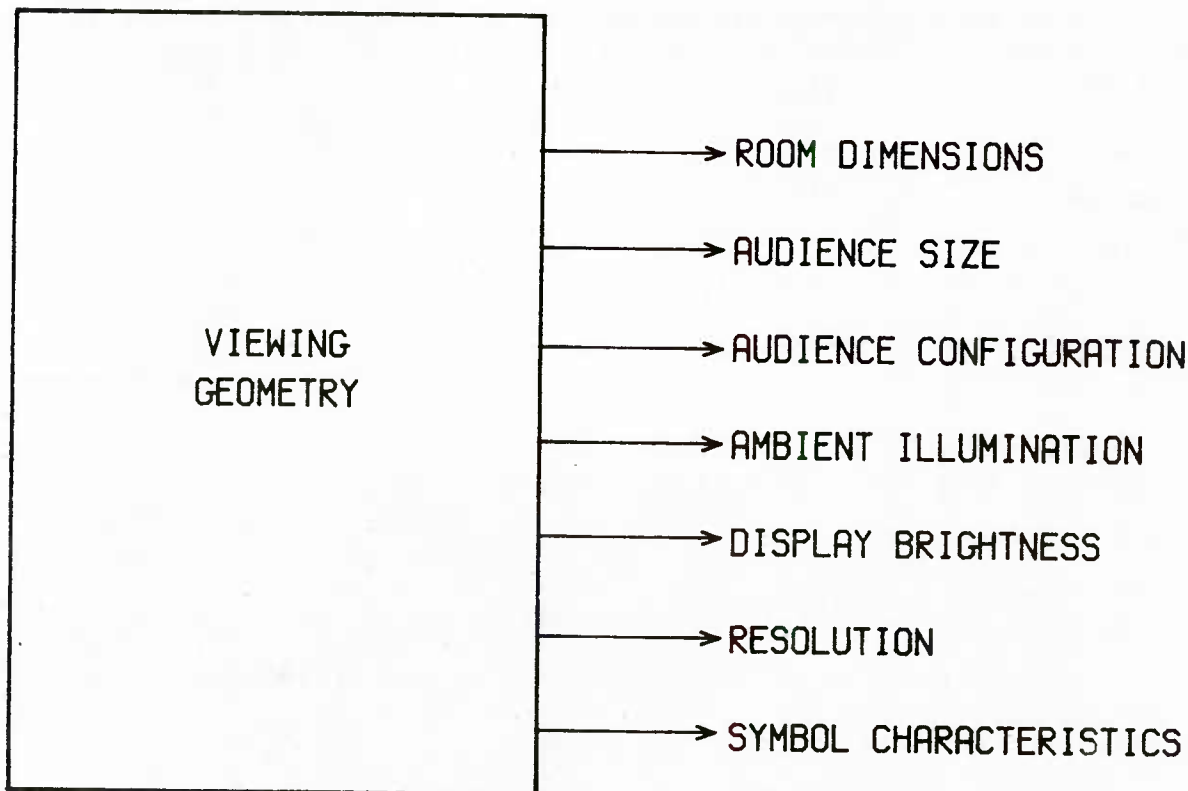 VIEWING
GEOMETRY
ROOM DIMENSIONS
AUDIENCE SIZE
AUDIENCE CONFIGURATION
AMBIENT ILLUMINATION
DISPLAY BRIGHTNESS
RESOLUTION
SYMBOL CHARACTERISTICS